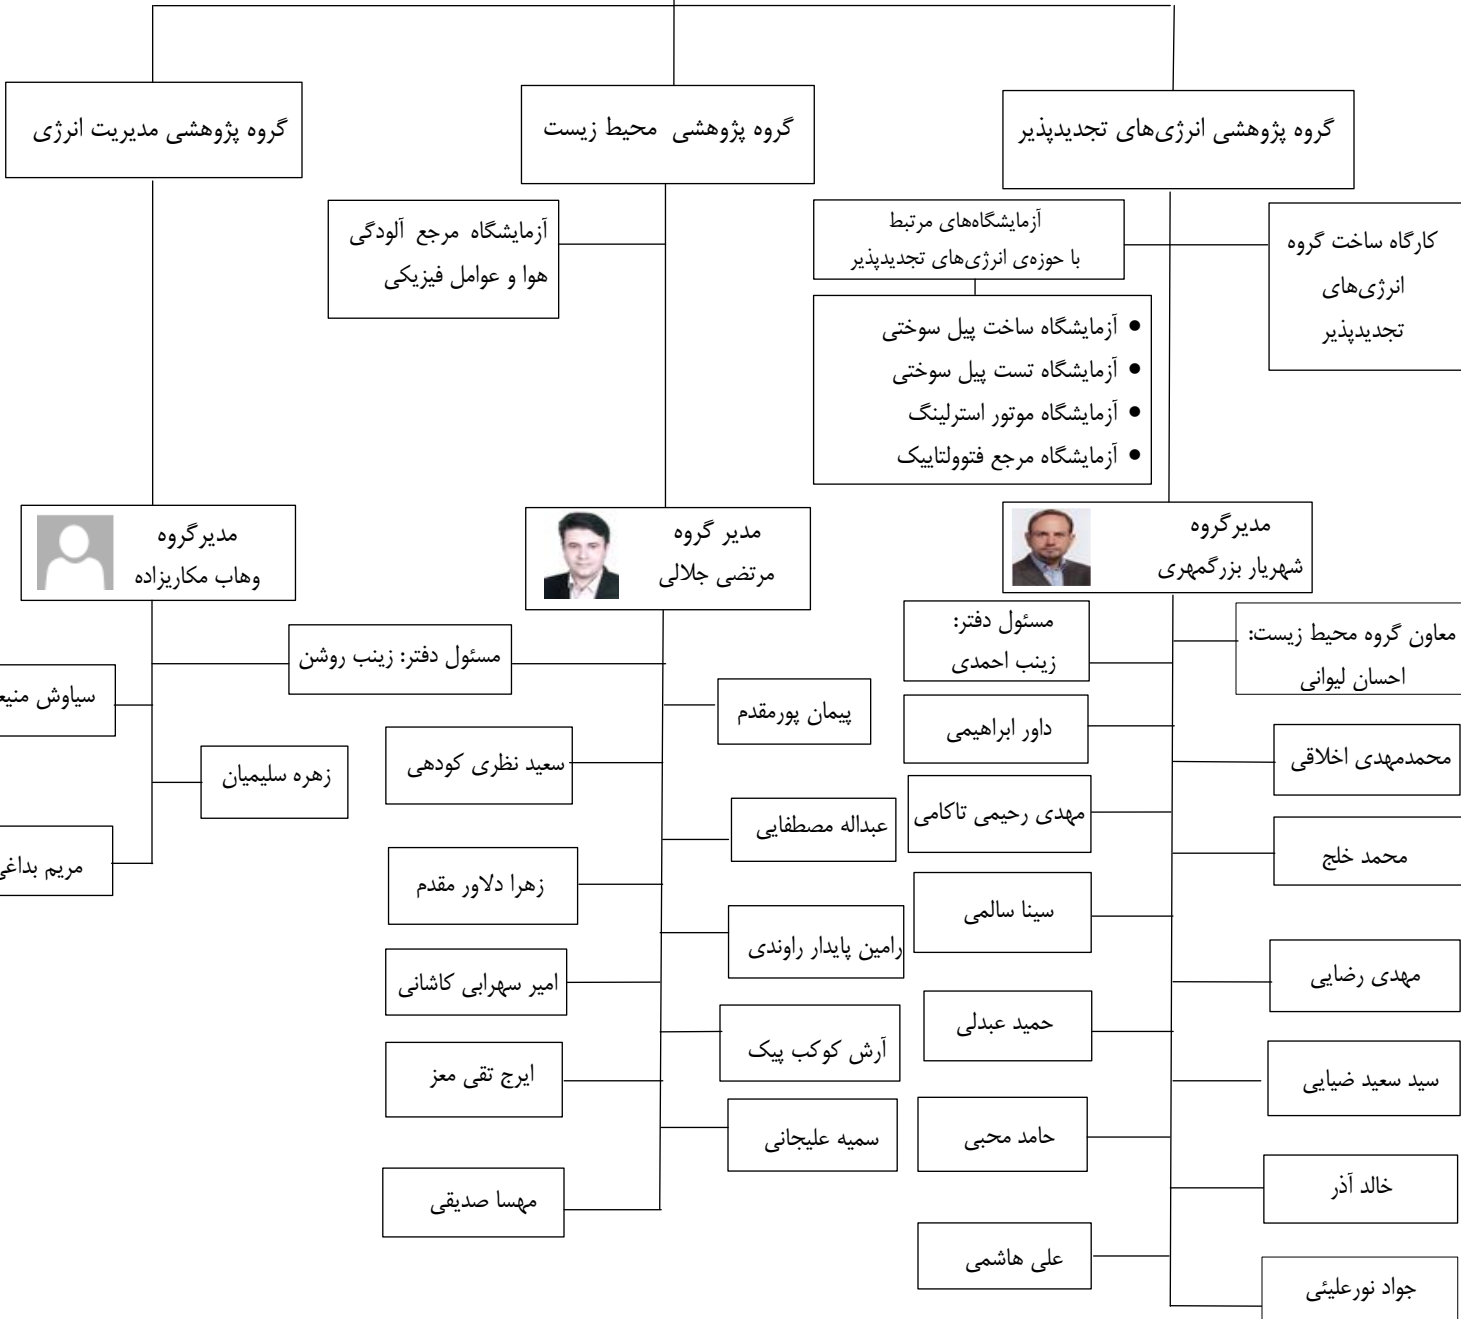 گروه پژوهشی انرژی‌های تجدیدپذیر
گروه پژوهشی محیط زیست
گروه پژوهشی مدیریت انرژی
کارگاه ساخت گروه
انرژی‌های
تجدیدپذیر
آزمایشگاه‌های مرتبط
با حوزه‌ی انرژی‌های تجدیدپذیر
• آزمایشگاه ساخت پیل سوختی
• آزمایشگاه تست پیل سوختی
• آزمایشگاه موتور استرلینگ
• آزمایشگاه مرجع فتوولتاییک
آزمایشگاه مرجع آلودگی
هوا و عوامل فیزیکی
مدیرگروه
شهریار بزرگمهری
مدیر گروه
مرتضی جلالی
مدیرگروه
وهاب مکاریزاده
معاون گروه محیط زیست:
احسان لیوانی
مسئول دفتر:
زینب احمدی
محمدمهدی اخلاقی
داور ابراهیمی
محمد خلج
مهدی رحیمی تاکامی
سینا سالمی
مهدی رضایی
حمید عبدلی
سید سعید ضیایی
حامد محبی
خالد آذر
علی هاشمی
جواد نورعلیئی
مسئول دفتر: زینب روشن
پیمان پورمقدم
سعید نظری کودهی
عبداله مصطفایی
زهرا دلاور مقدم
رامین پایدار راوندی
امیر سهرابی کاشانی
آرش کوکب پیک
ایرج تقی معز
سمیه علیجانی
مهسا صدیقی
سیاوش
زهره سلیمیان
مریم